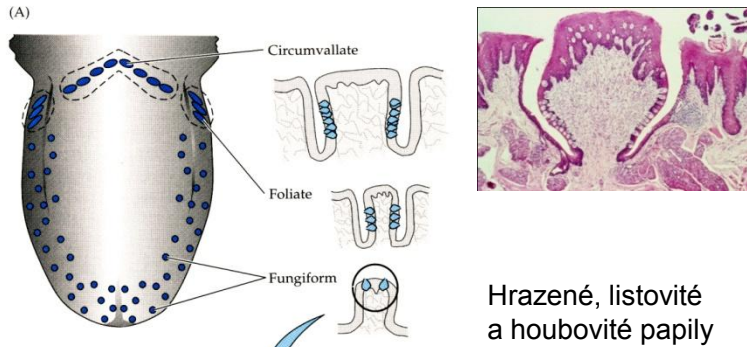 (A)
Circumvallate
Foliate
Fungiform
Hrazené, listovité
a houbovité papily